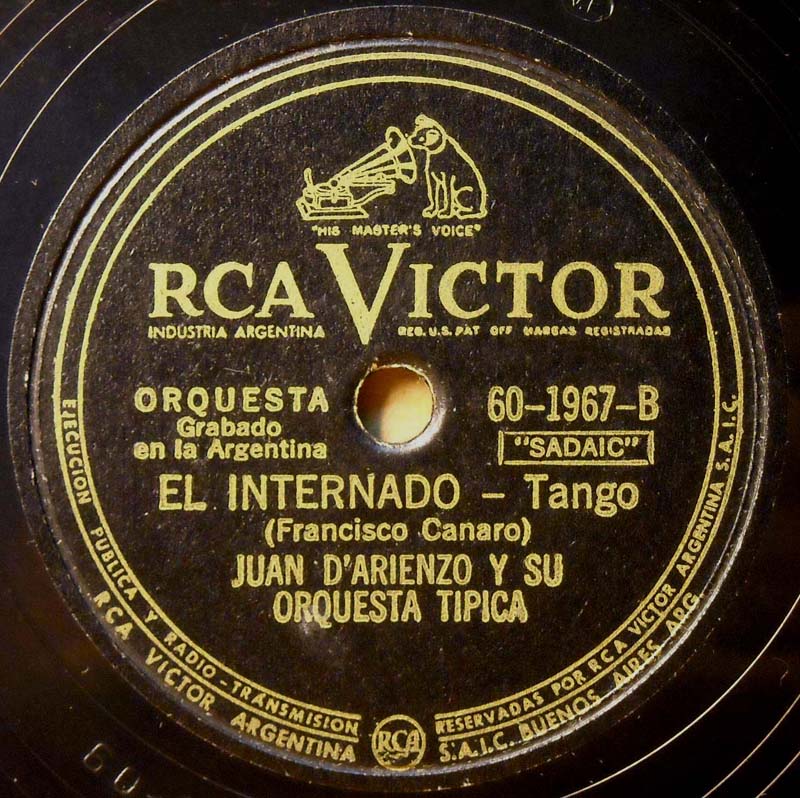 "HIS MASTER'S VOICE"
RCA VICTOR
INDUSTRIA ARGENTINA
REG. U.S. PAT OFF MARCAS REGISTRADAS
ORQUESTA
Grabado
en la Argentina
60-1967-B
"SADAIC"
EL INTERNADO - Tango
(Francisco Canaro)
JUAN D'ARIENZO Y SU
ORQUESTA TIPICA
EJECUCION PUBLICA Y RADIO-TRANSMISION RESERVADAS POR RCA VICTOR ARGENTINA S.A.I.C.
RCA VICTOR ARGENTINA S.A.I.C. BUENOS AIRES ARG.
RCA
60-